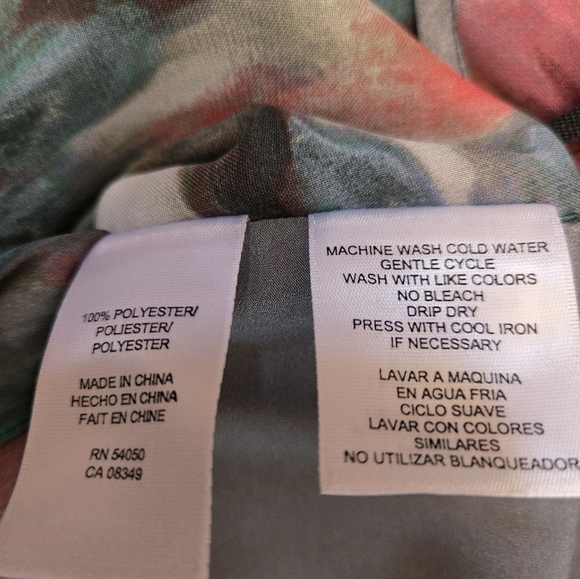 100% POLYESTER/
POLIESTER/
POLYESTER
MADE IN CHINA
HECHO EN CHINA
FAIT EN CHINE
RN 54050
CA 08349
MACHINE WASH COLD WATER
GENTLE CYCLE
WASH WITH LIKE COLORS
NO BLEACH
DRIP DRY
PRESS WITH COOL IRON
IF NECESSARY
LAVAR A MAQUINA
EN AGUA FRIA
CICLO SUAVE
LAVAR CON COLORES
SIMILARES
NO UTILIZAR BLANQUEADOR